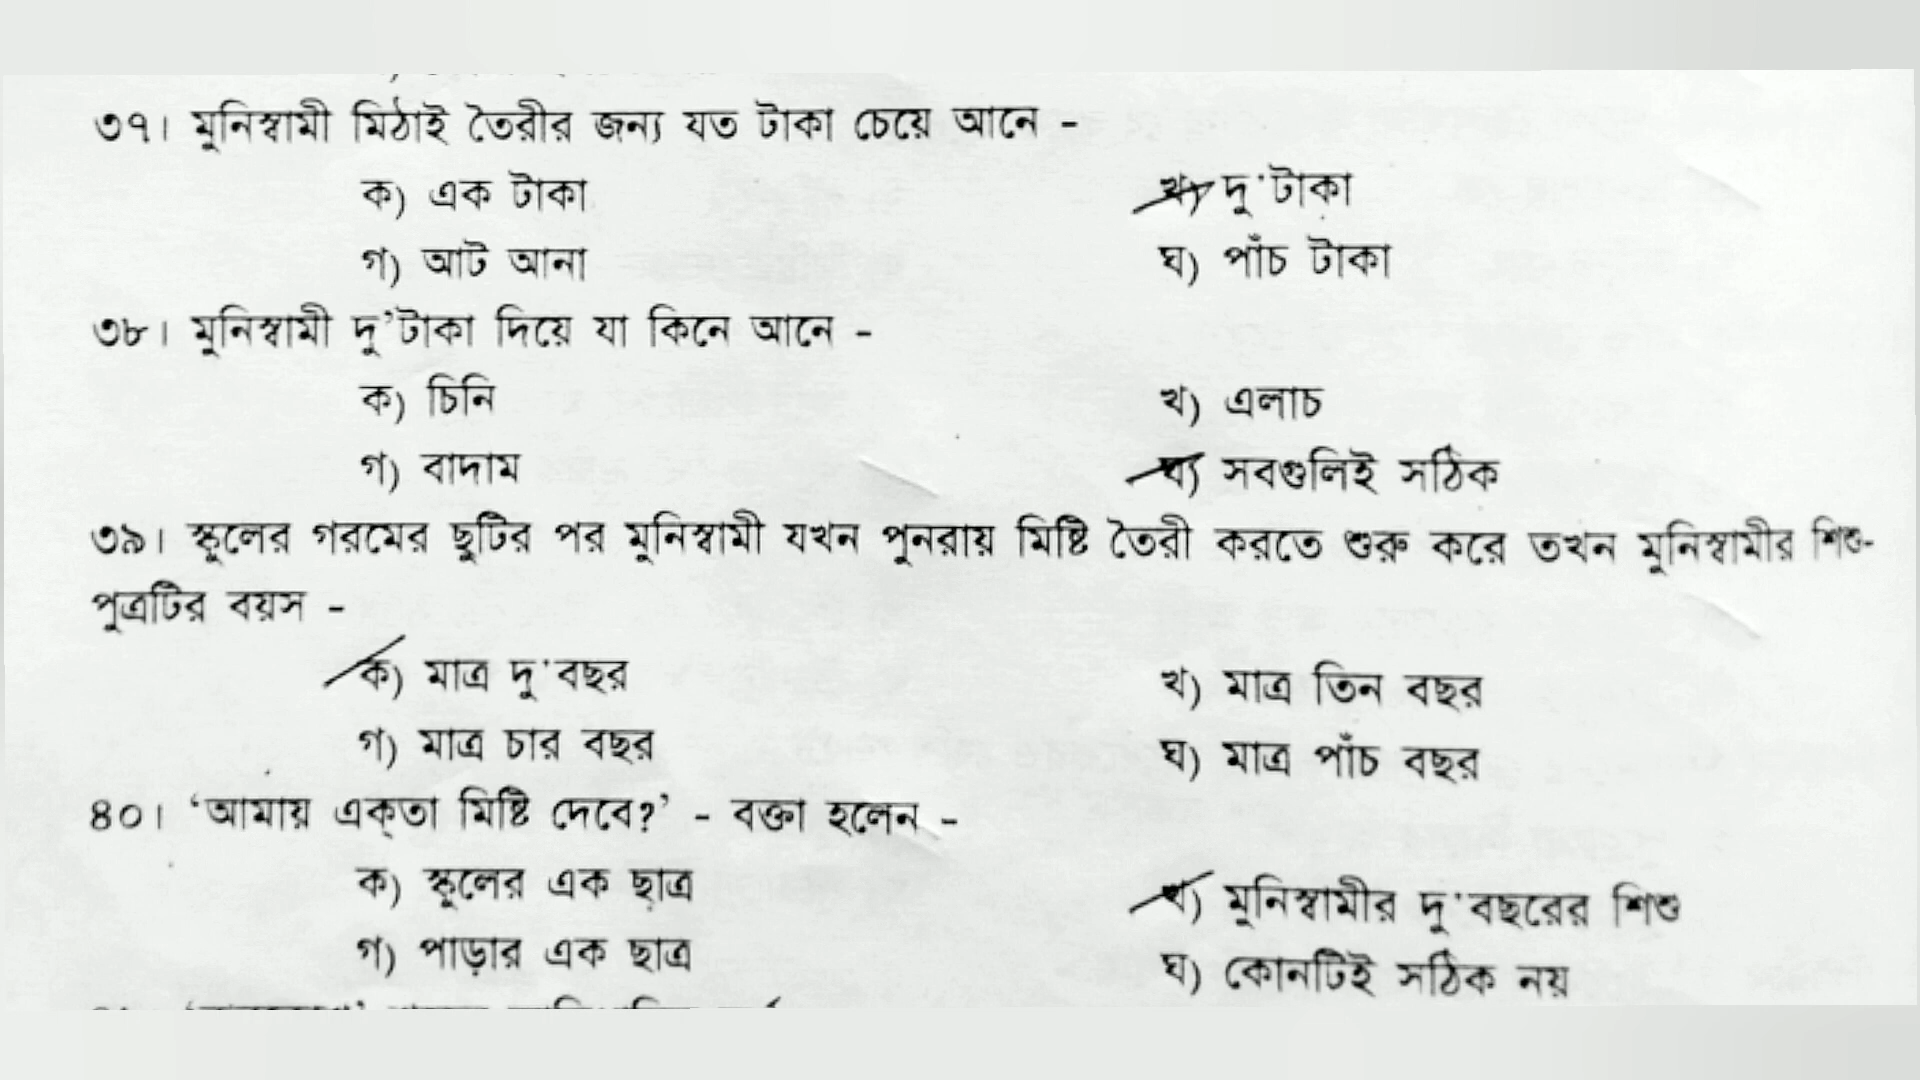 ৩৭। মুনিস্বামী মিঠাই তৈরীর জন্য যত টাকা চেয়ে আনে -
ক) এক টাকা খ) দু'টাকা
গ) আট আনা ঘ) পাঁচ টাকা
৩৮। মুনিস্বামী দু'টাকা দিয়ে যা কিনে আনে -
ক) চিনি খ) এলাচ
গ) বাদাম ঘ) সবগুলিই সঠিক
৩৯। স্কুলের গরমের ছুটির পর মুনিস্বামী যখন পুনরায় মিষ্টি তৈরী করতে শুরু করে তখন মুনিস্বামীর শিশু-
পুত্রটির বয়স -
ক) মাত্র দু'বছর খ) মাত্র তিন বছর
গ) মাত্র চার বছর ঘ) মাত্র পাঁচ বছর
৪০। 'আমায় এক্তা মিষ্টি দেবে?' - বক্তা হলেন -
ক) স্কুলের এক ছাত্র খ) মুনিস্বামীর দু'বছরের শিশু
গ) পাড়ার এক ছাত্র ঘ) কোনটিই সঠিক নয়